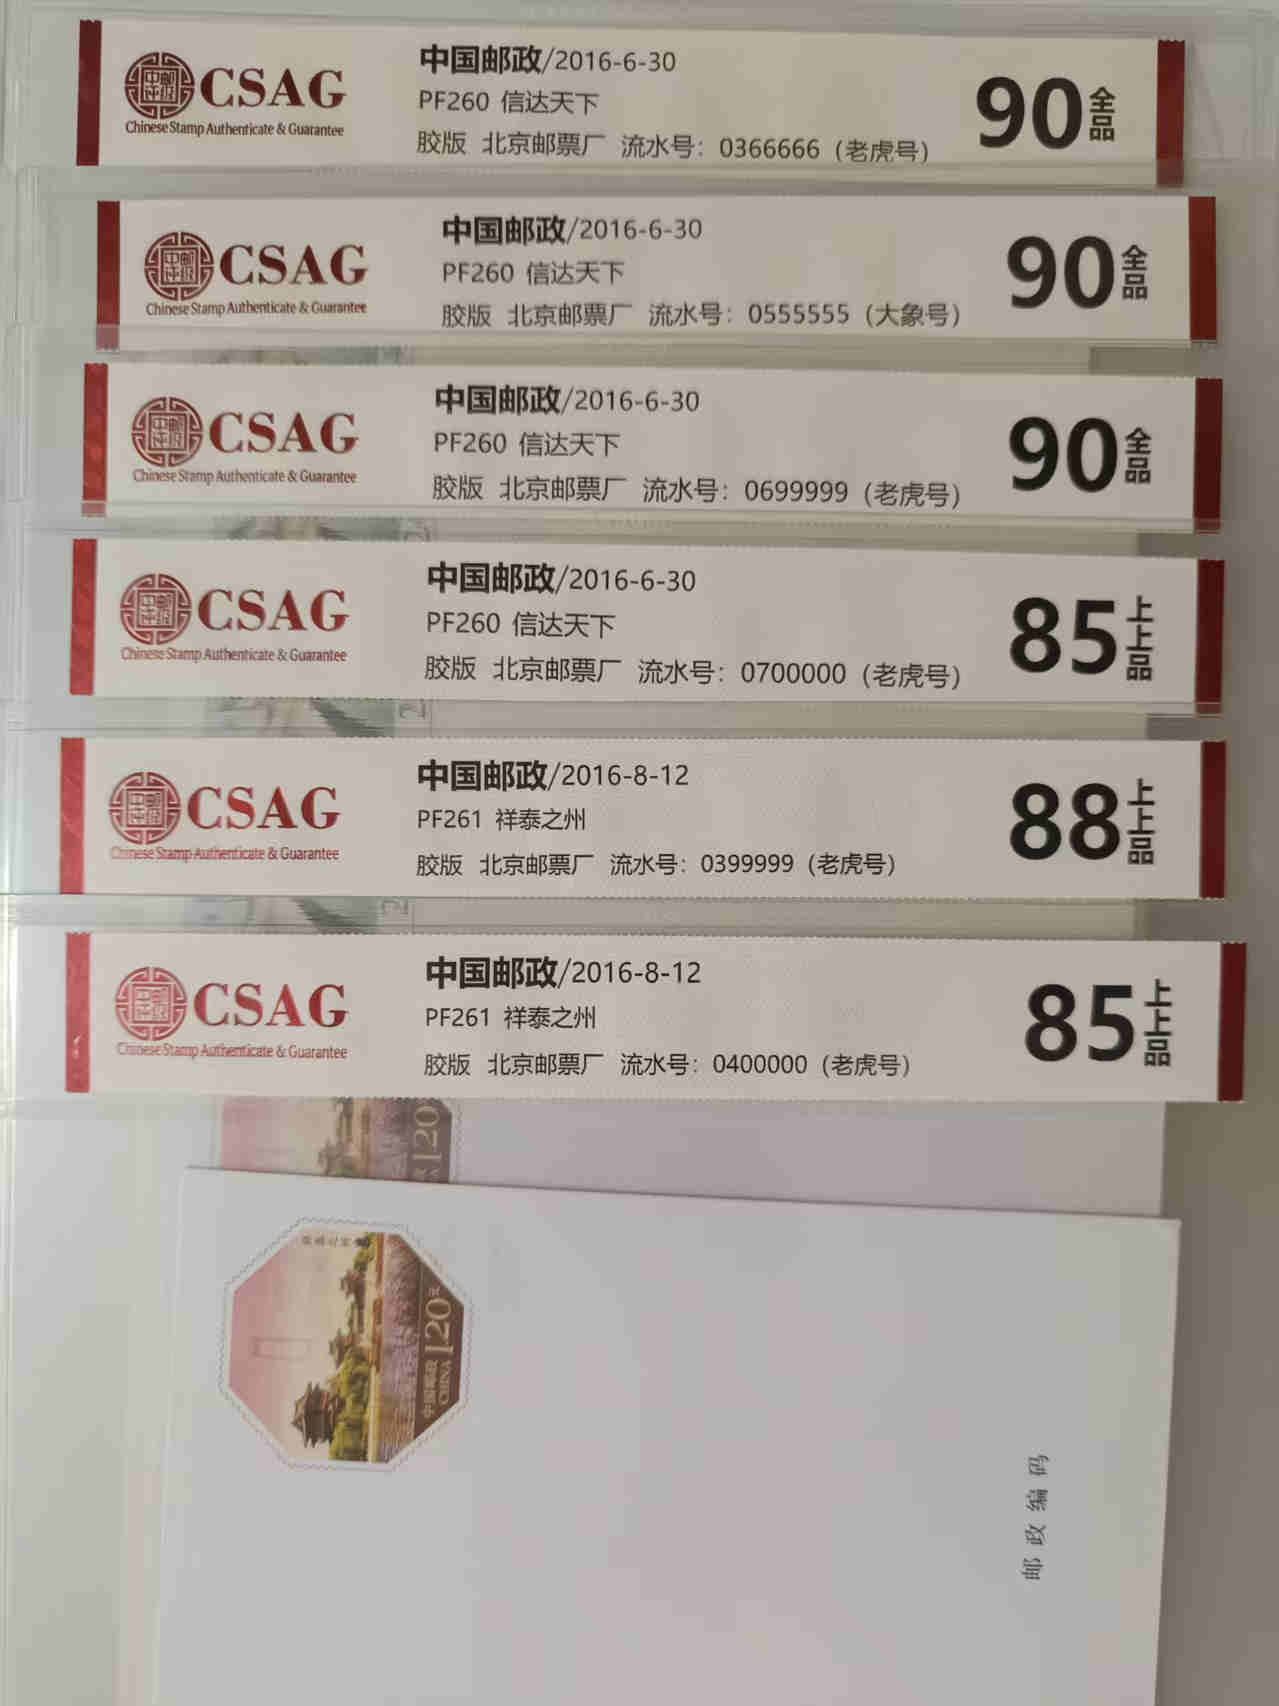 CSAG
Chinese Stamp Authenticate & Guarantee
中国邮政/2016-6-30
PF260 信达天下
胶版 北京邮票厂 流水号：0366666（老虎号）
90 全品
CSAG
Chinese Stamp Authenticate & Guarantee
中国邮政/2016-6-30
PF260 信达天下
胶版 北京邮票厂 流水号：0555555（大象号）
90 全品
CSAG
Chinese Stamp Authenticate & Guarantee
中国邮政/2016-6-30
PF260 信达天下
胶版 北京邮票厂 流水号：0699999（老虎号）
90 全品
CSAG
Chinese Stamp Authenticate & Guarantee
中国邮政/2016-6-30
PF260 信达天下
胶版 北京邮票厂 流水号：0700000（老虎号）
85 上上品
CSAG
Chinese Stamp Authenticate & Guarantee
中国邮政/2016-8-12
PF261 祥泰之州
胶版 北京邮票厂 流水号：0399999（老虎号）
88 上上品
CSAG
Chinese Stamp Authenticate & Guarantee
中国邮政/2016-8-12
PF261 祥泰之州
胶版 北京邮票厂 流水号：0400000（老虎号）
85 上上品
120
祥泰之州
中国邮政
CHINA
120元
邮政编码